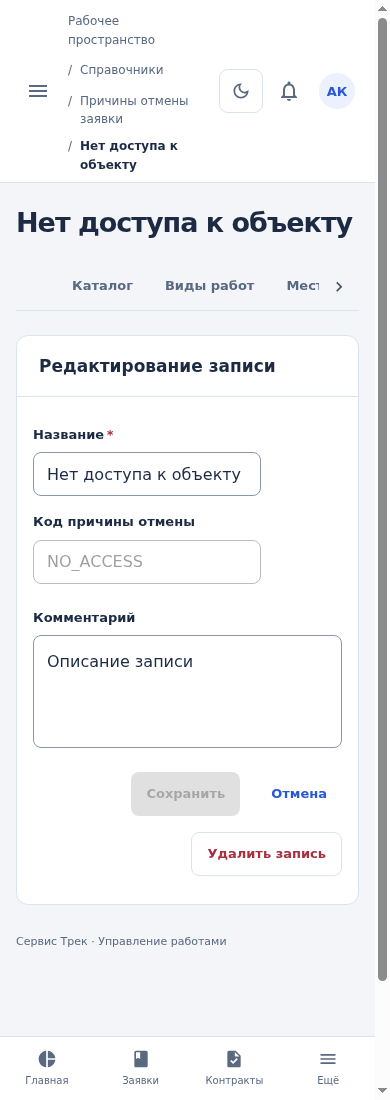 Рабочее
пространство
/ Справочники
/ Причины отмены
заявки
/ Нет доступа к
объекту
АК
Нет доступа к объекту
Каталог Виды работ Мест
Редактирование записи
Название *
Нет доступа к объекту
Код причины отмены
NO_ACCESS
Комментарий
Описание записи
Сохранить Отмена
Удалить запись
Сервис Трек · Управление работами
Главная Заявки Контракты Ещё